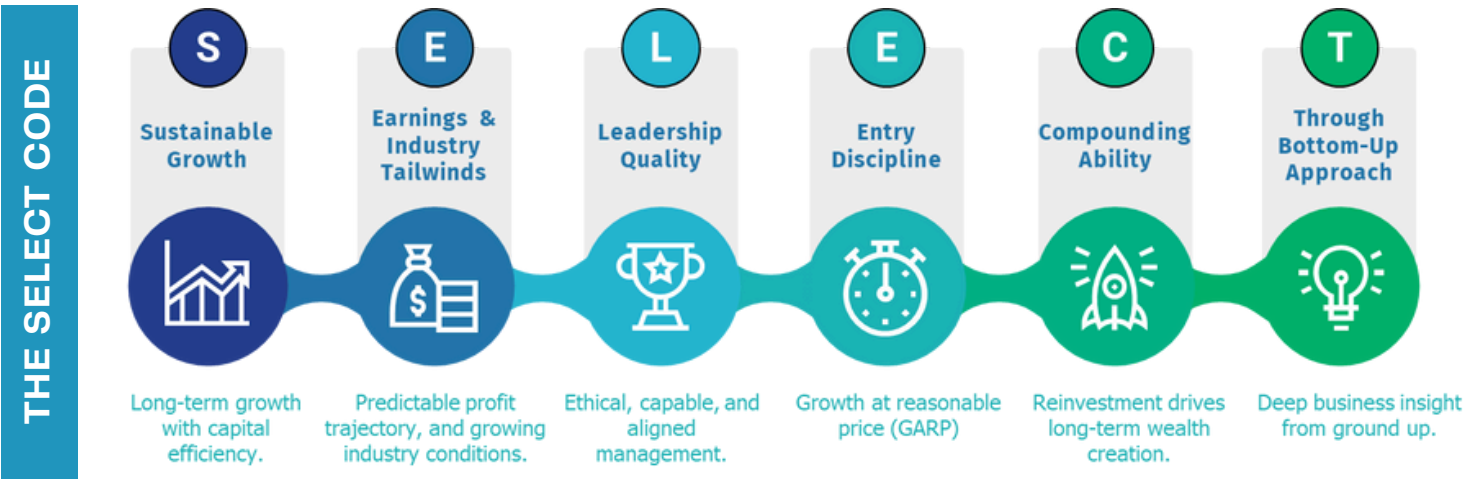 THE SELECT CODE
S
Sustainable
Growth
Long-term growth
with capital
efficiency.
E
Earnings &
Industry
Tailwinds
$
Predictable profit
trajectory, and growing
industry conditions.
L
Leadership
Quality
Ethical, capable, and
aligned
management.
E
Entry
Discipline
Growth at reasonable
price (GARP)
C
Compounding
Ability
Reinvestment drives
long-term wealth
creation.
T
Through
Bottom-Up
Approach
Deep business insight
from ground up.